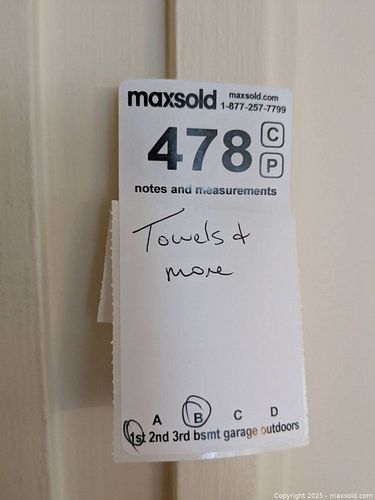 maxsold maxsold.com
1-877-257-7799
478 C
P
notes and measurements
Towels &
more
A B C D
1st 2nd 3rd bsmt garage outdoors
Copyright 2025 - maxsold.com